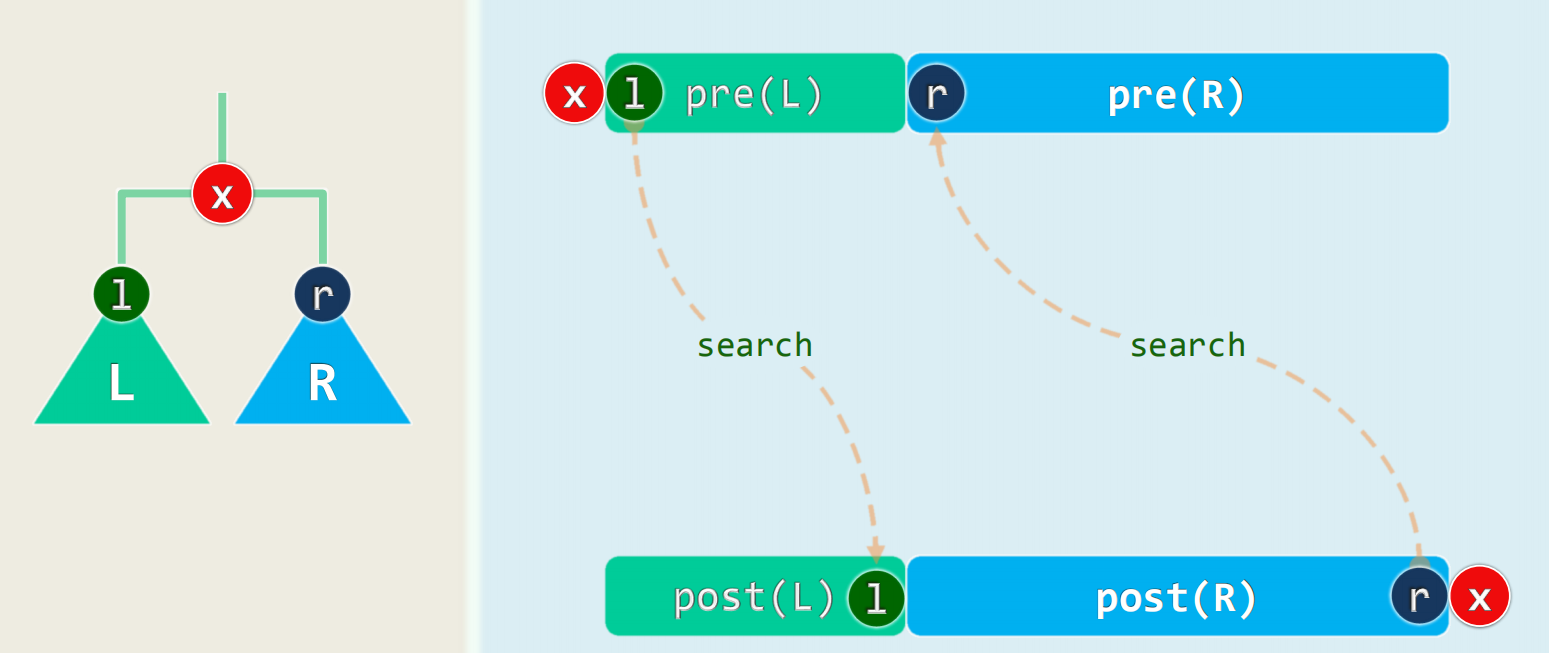 x
l
r
L
R
x l pre(L) r pre(R)
search
search
post(L) l post(R) r x